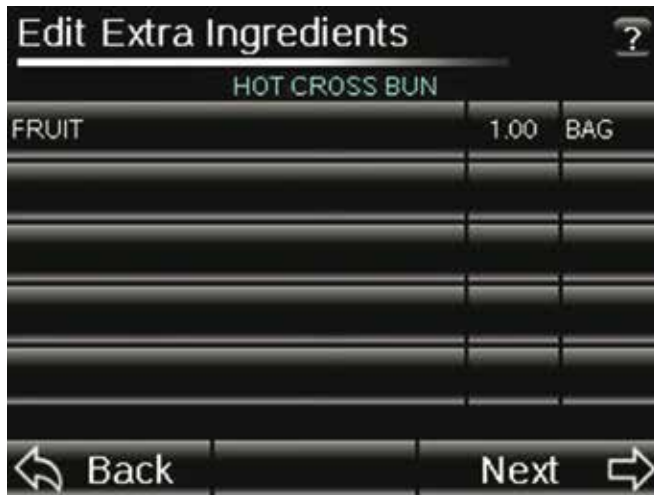 Edit Extra Ingredients ?
HOT CROSS BUN
FRUIT 1.00 BAG
Back Next